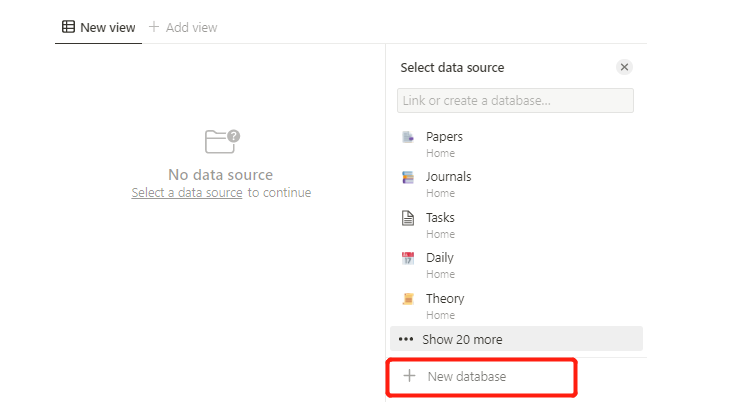 New view
Add view
Select data source
Link or create a database...
No data source
Select a data source to continue
Papers
Home
Journals
Home
Tasks
Home
Daily
Home
Theory
Home
Show 20 more
New database